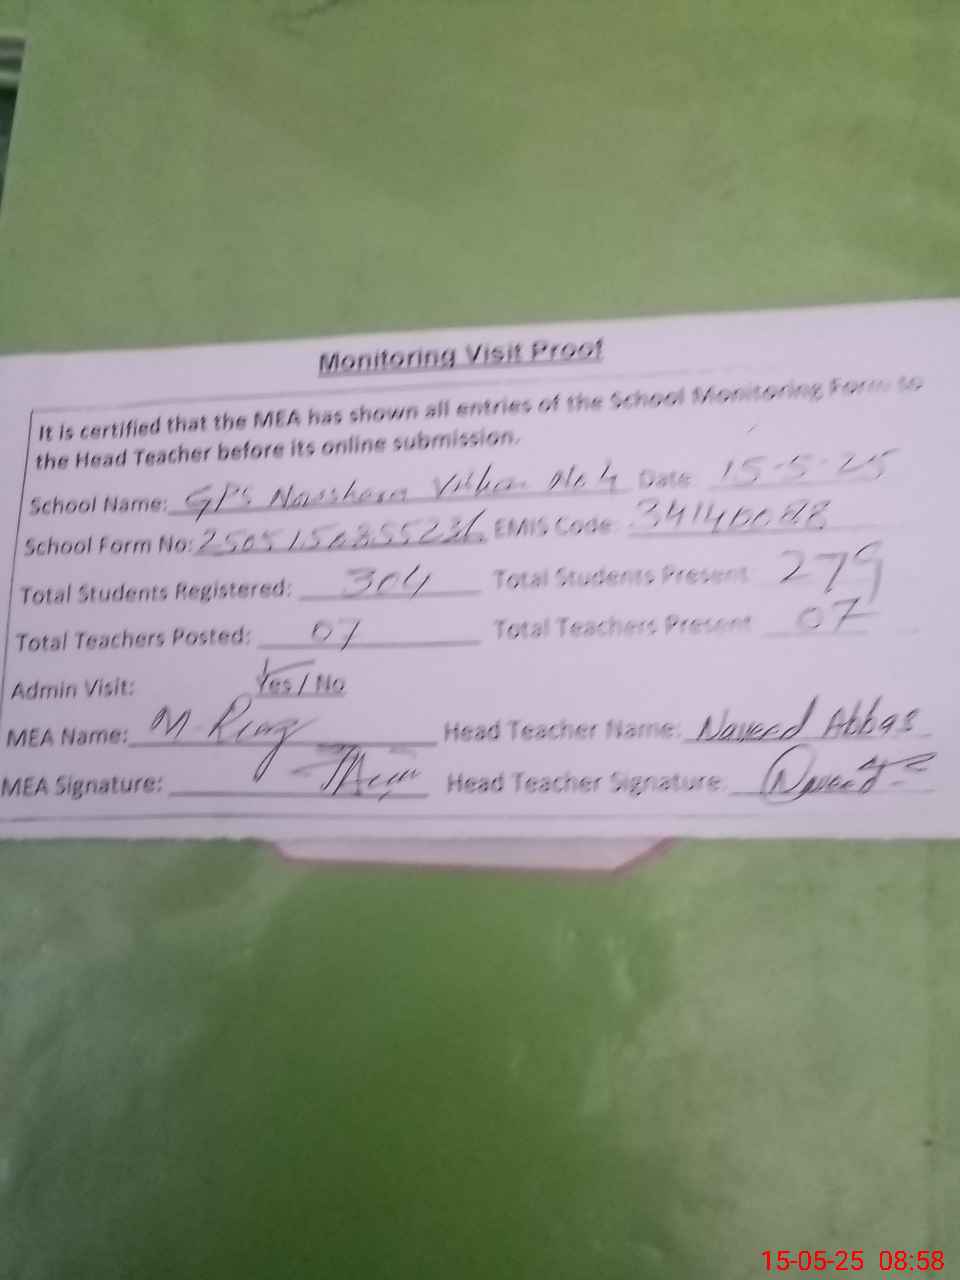 Monitoring Visit Proof
It is certified that the MEA has shown all entries of the School Monitoring Form to
the Head Teacher before its online submission.
School Name: GPS No 4 Date 15-5-25
School Form No: EMIS Code: 34140088
Total Students Registered: 304 Total Students Present 279
Total Teachers Posted: 07 Total Teachers Present 07
Admin Visit: Yes / No
MEA Name: M. Head Teacher Name: Naveed Abbas
MEA Signature: Head Teacher Signature: Naveed
15-05-25 08:58